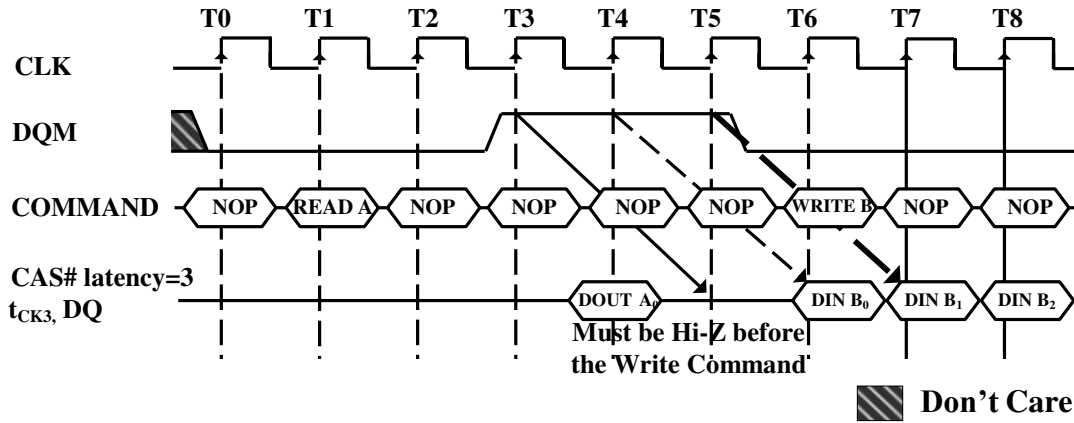 T0 T1 T2 T3 T4 T5 T6 T7 T8
CLK
DQM
COMMAND NOP READ A NOP NOP NOP NOP WRITE B NOP NOP
CAS# latency=3
tCK3, DQ DOUT A0 DIN B0 DIN B1 DIN B2
Must be Hi-Z before
the Write Command
Don't Care